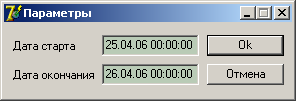 Параметры
Дата старта 25.04.06 00:00:00 Ok
Дата окончания 26.04.06 00:00:00 Отмена